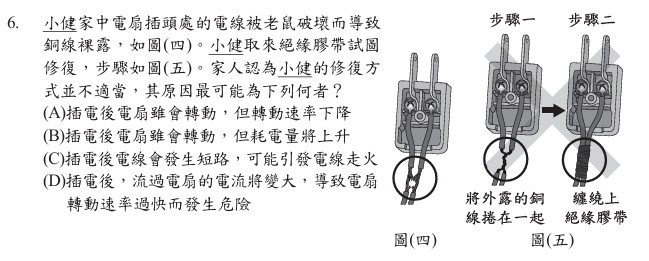 6. 小健家中電扇插頭處的電線被老鼠破壞而導致
銅線裸露，如圖(四)。小健取來絕緣膠帶試圖
修復，步驟如圖(五)。家人認為小健的修復方
式並不適當，其原因最可能為下列何者？
(A)插電後電扇雖會轉動，但轉動速率下降
(B)插電後電扇雖會轉動，但耗電量將上升
(C)插電後電線會發生短路，可能引發電線走火
(D)插電後，流過電扇的電流將變大，導致電扇
轉動速率過快而發生危險
圖(四)
步驟一
步驟二
將外露的銅
線捲在一起
纏繞上
絕緣膠帶
圖(五)